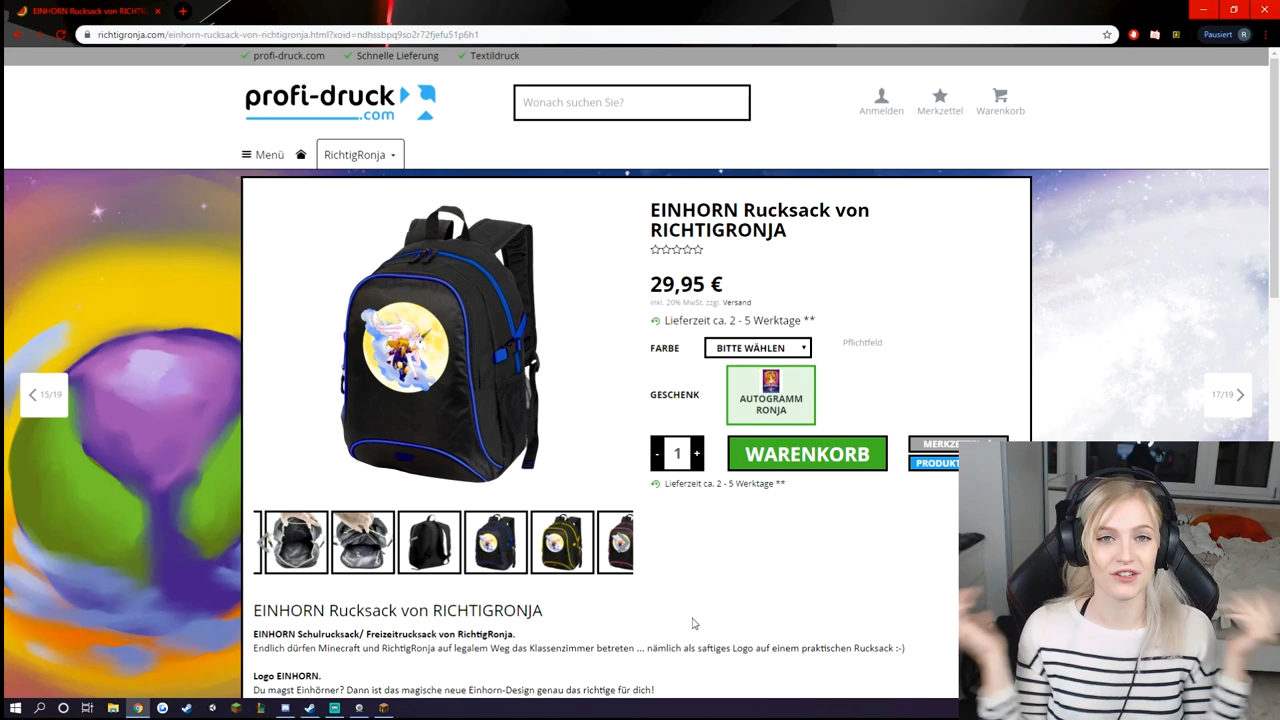 EINHORN Rucksack von RICHTI
richtigronja.com/einhorn-rucksack-von-richtigronja.html?xoid=ndhssbpq9so2r72fjefu51p6h1
Pausiert
R
profi-druck.com
Schnelle Lieferung
Textildruck
profi-druck
.com
Wonach suchen Sie?
Anmelden
Merkzettel
Warenkorb
Menü
RichtigRonja
EINHORN Rucksack von
RICHTIGRONJA
29,95 €
inkl. 20% MwSt. zzgl. Versand
Lieferzeit ca. 2 - 5 Werktage **
FARBE
BITTE WÄHLEN
Pflichtfeld
15/19
17/19
GESCHENK
AUTOGRAMM
RONJA
- 1 +
WARENKORB
MERKZETTEL
PRODUKT
Lieferzeit ca. 2 - 5 Werktage **
EINHORN Rucksack von RICHTIGRONJA
EINHORN Schulrucksack/ Freizeitrucksack von RichtigRonja.
Endlich dürfen Minecraft und RichtigRonja auf legalem Weg das Klassenzimmer betreten ... nämlich als saftiges Logo auf einem praktischen Rucksack :-)
Logo EINHORN.
Du magst Einhörner? Dann ist das magische neue Einhorn-Design genau das richtige für dich!